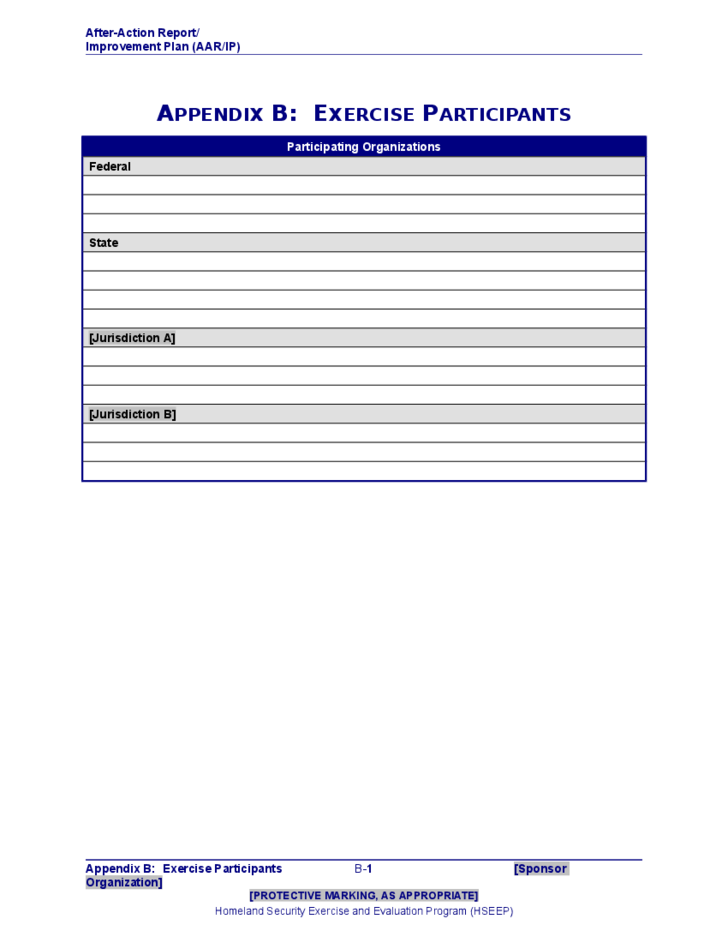 After-Action Report/
Improvement Plan (AAR/IP)
APPENDIX B: EXERCISE PARTICIPANTS
Participating Organizations
Federal
State
[Jurisdiction A]
[Jurisdiction B]
Appendix B: Exercise Participants B-1 [Sponsor
Organization]
[PROTECTIVE MARKING, AS APPROPRIATE]
Homeland Security Exercise and Evaluation Program (HSEEP)